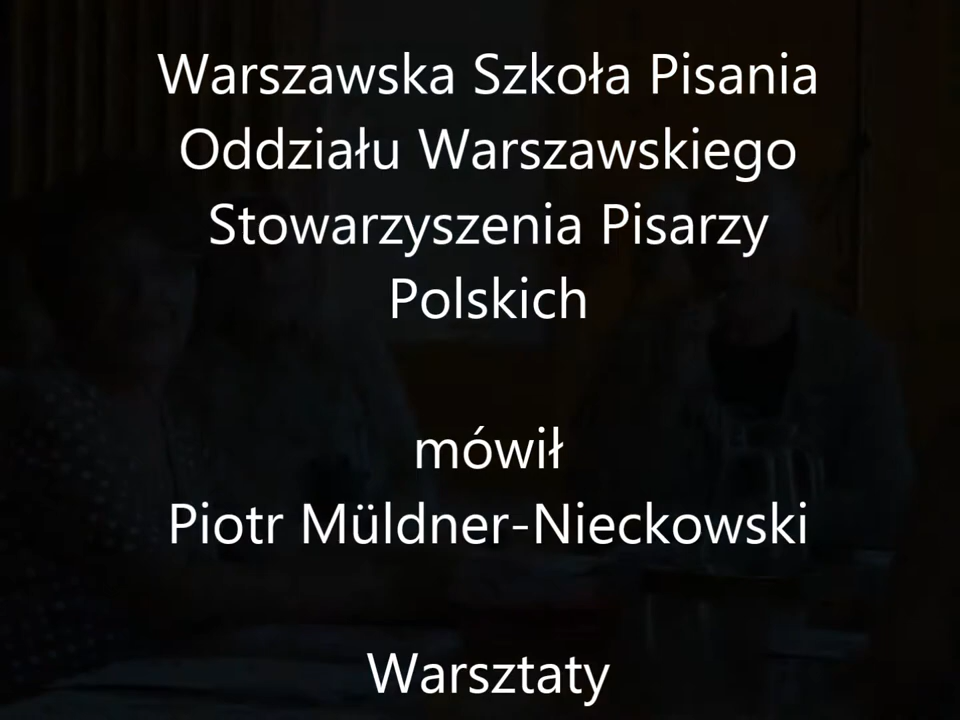 Warszawska Szkoła Pisania
Oddziału Warszawskiego
Stowarzyszenia Pisarzy
Polskich
mówił
Piotr Müldner-Nieckowski
Warsztaty